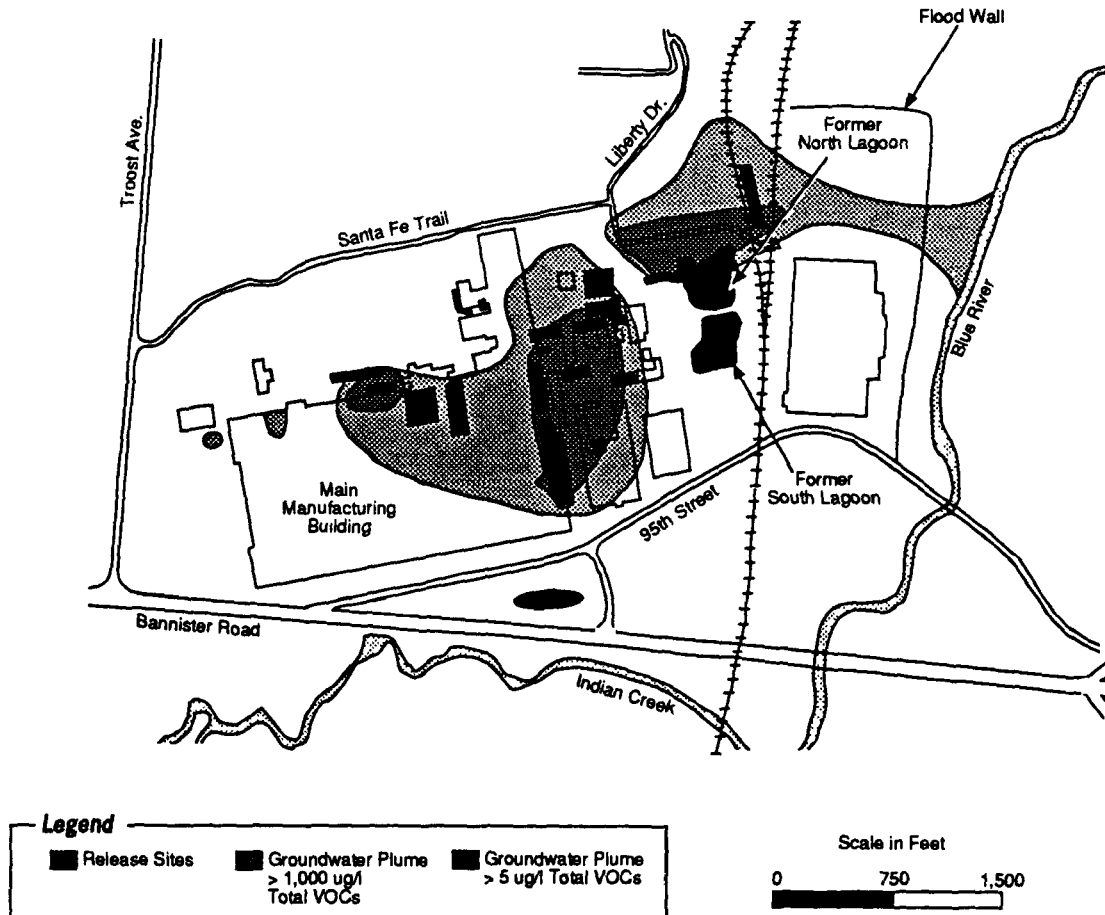 Flood Wall
Former
North Lagoon
Liberty Dr.
Troost Ave.
Santa Fe Trail
Blue River
Main
Manufacturing
Building
Former
South Lagoon
95th Street
Bannister Road
Indian Creek
Legend
Release Sites
Groundwater Plume
> 1,000 ug/l
Total VOCs
Groundwater Plume
> 5 ug/l Total VOCs
Scale in Feet
0 750 1,500